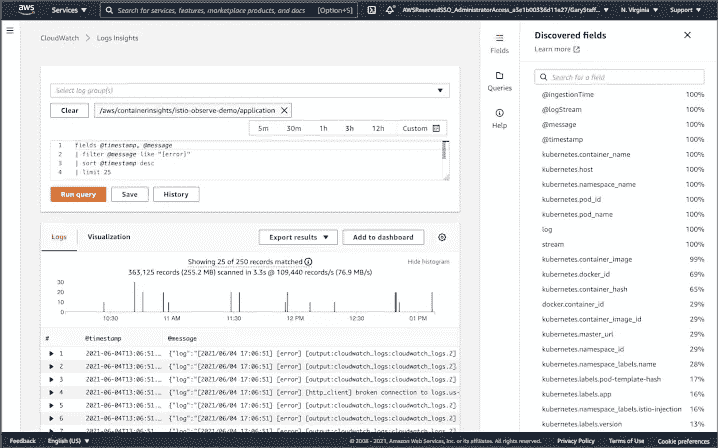 aws
Services ▼
Search for services, features, marketplace products, and docs [Option+S]
N. Virginia ▼
Support ▼
CloudWatch > Logs Insights
Select log group(s)
Clear
/aws/containerinsights/istio-observe-demo/application ✕
5m 30m 1h 3h 12h Custom
1 fields @timestamp, @message
2 | filter @message like "[error]"
3 | sort @timestamp desc
4 | limit 25
Run query Save History
Logs Visualization
Export results ▼ Add to dashboard
Showing 25 of 250 records matched
363,125 records (255.2 MB) scanned in 3.3s @ 109,440 records/s (76.9 MB/s)
Hide histogram
30
20
10
0
10:30 11 AM 11:30 12 PM 12:30 01 PM
# @timestamp @message
1 2021-06-04T13:06:51... {"log":"[2021/06/04 17:06:51] [error] [output:cloudwatch_logs:cloudwatch_logs.2]
2 2021-06-04T13:06:51... {"log":"[2021/06/04 17:06:51] [error] [output:cloudwatch_logs:cloudwatch_logs.2]
3 2021-06-04T13:06:51... {"log":"[2021/06/04 17:06:51] [error] [output:cloudwatch_logs:cloudwatch_logs.2]
4 2021-06-04T13:06:51... {"log":"[2021/06/04 17:06:51] [error] [http_client] broken connection to logs.us-
5 2021-06-04T13:06:51... {"log":"[2021/06/04 17:06:51] [error] [output:cloudwatch_logs:cloudwatch_logs.2]
6 2021-06-04T13:06:51... {"log":"[2021/06/04 17:06:51] [error] [output:cloudwatch_logs:cloudwatch_logs.2]
7
Fields
Queries
Help
Discovered fields
Learn more
Search for a field
@ingestionTime 100%
@logStream 100%
@message 100%
@timestamp 100%
kubernetes.container_name 100%
kubernetes.host 100%
kubernetes.namespace_name 100%
kubernetes.pod_id 100%
kubernetes.pod_name 100%
log 100%
stream 100%
kubernetes.container_image 99%
kubernetes.docker_id 69%
kubernetes.container_hash 65%
docker.container_id 29%
kubernetes.container_image_id 29%
kubernetes.master_url 29%
kubernetes.namespace_id 29%
kubernetes.namespace_labels.name 28%
kubernetes.labels.pod-template-hash 17%
kubernetes.labels.app 16%
kubernetes.namespace_labels.istio-injection 16%
kubernetes.labels.version 13%
Feedback English (US) ▼
© 2008 - 2021, Amazon Web Services, Inc. or its affiliates. All rights reserved.
Privacy Policy Terms of Use Cookie preferences